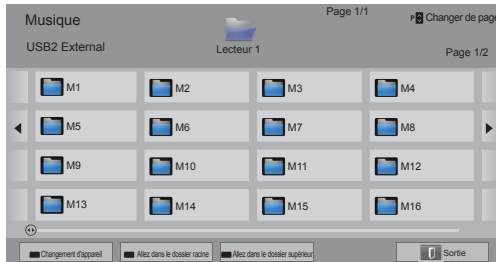 Musique
Page 1/1
P Changer de page
USB2 External
Lecteur 1
Page 1/2
M1
M2
M3
M4
M5
M6
M7
M8
M9
M10
M11
M12
M13
M14
M15
M16
Changement d'appareil
Allez dans le dossier racine
Allez dans le dossier supérieur
Sortie